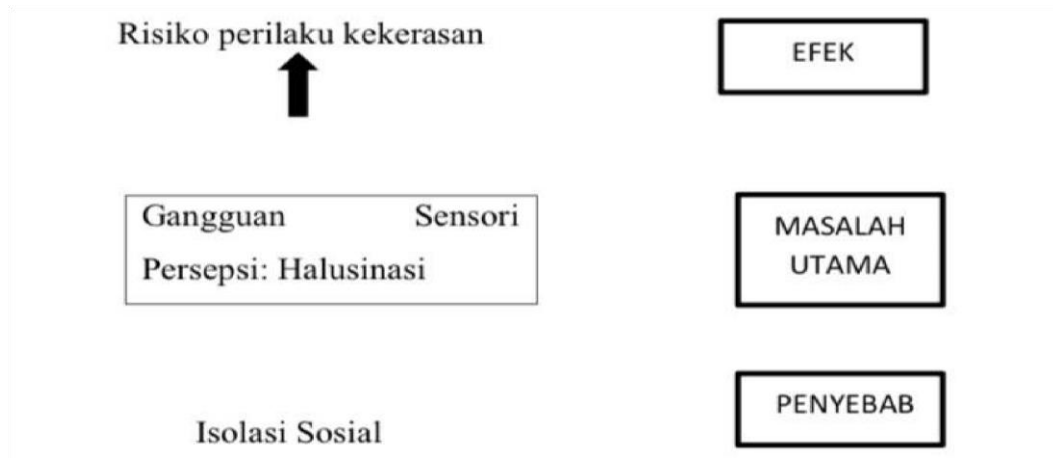 Risiko perilaku kekerasan
EFEK
Gangguan Sensori
Persepsi: Halusinasi
MASALAH
UTAMA
PENYEBAB
Isolasi Sosial